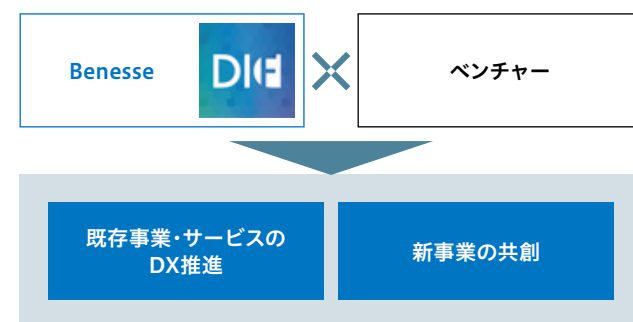 Benesse
DIF
ベンチャー
既存事業・サービスの
DX推進
新事業の共創